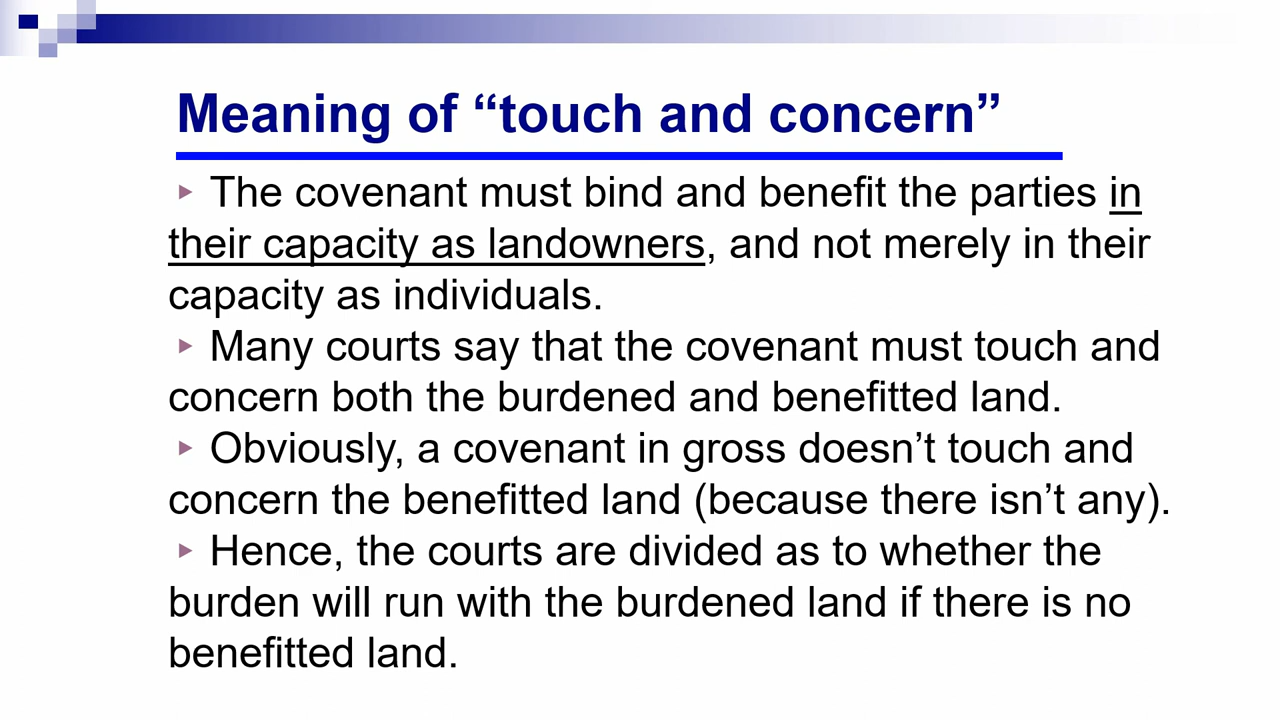 Meaning of “touch and concern”
▸ The covenant must bind and benefit the parties in
their capacity as landowners, and not merely in their
capacity as individuals.
▸ Many courts say that the covenant must touch and
concern both the burdened and benefitted land.
▸ Obviously, a covenant in gross doesn’t touch and
concern the benefitted land (because there isn’t any).
▸ Hence, the courts are divided as to whether the
burden will run with the burdened land if there is no
benefitted land.